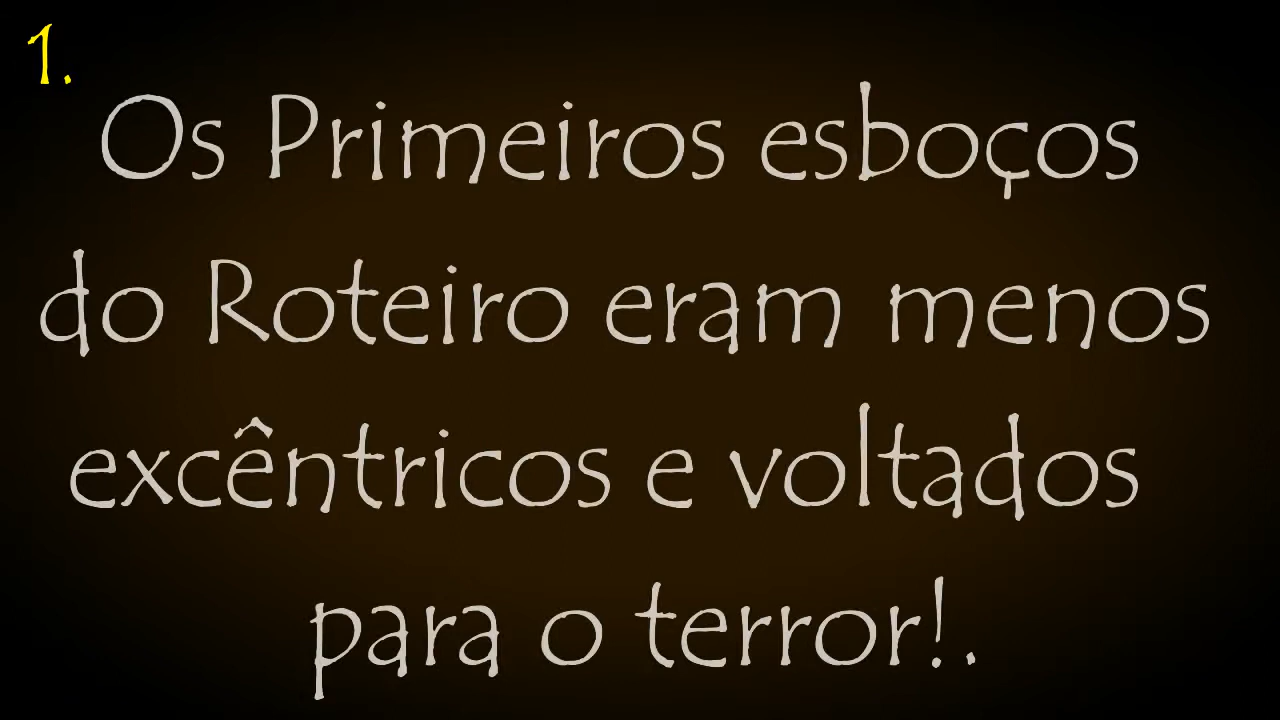 1.
Os Primeiros esboços
do Roteiro eram menos
excêntricos e voltados
para o terror!.